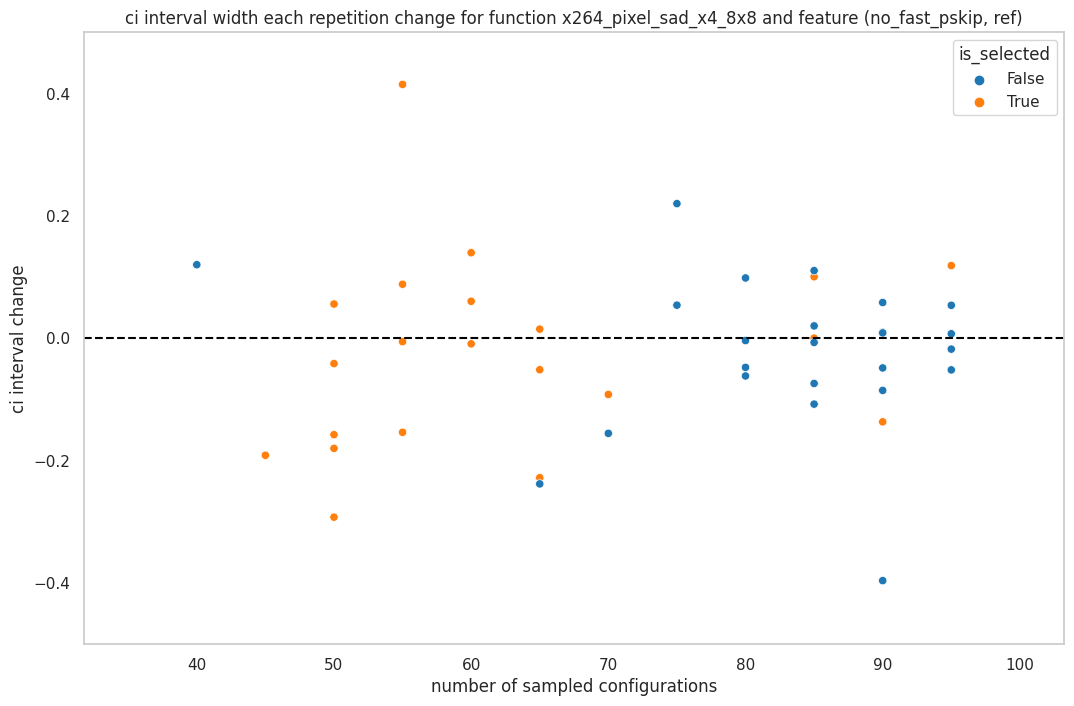 ci interval width each repetition change for function x264_pixel_sad_x4_8x8 and feature (no_fast_pskip, ref)
is_selected
False
True
ci interval change
0.4
0.2
0.0
−0.2
−0.4
40 50 60 70 80 90 100
number of sampled configurations